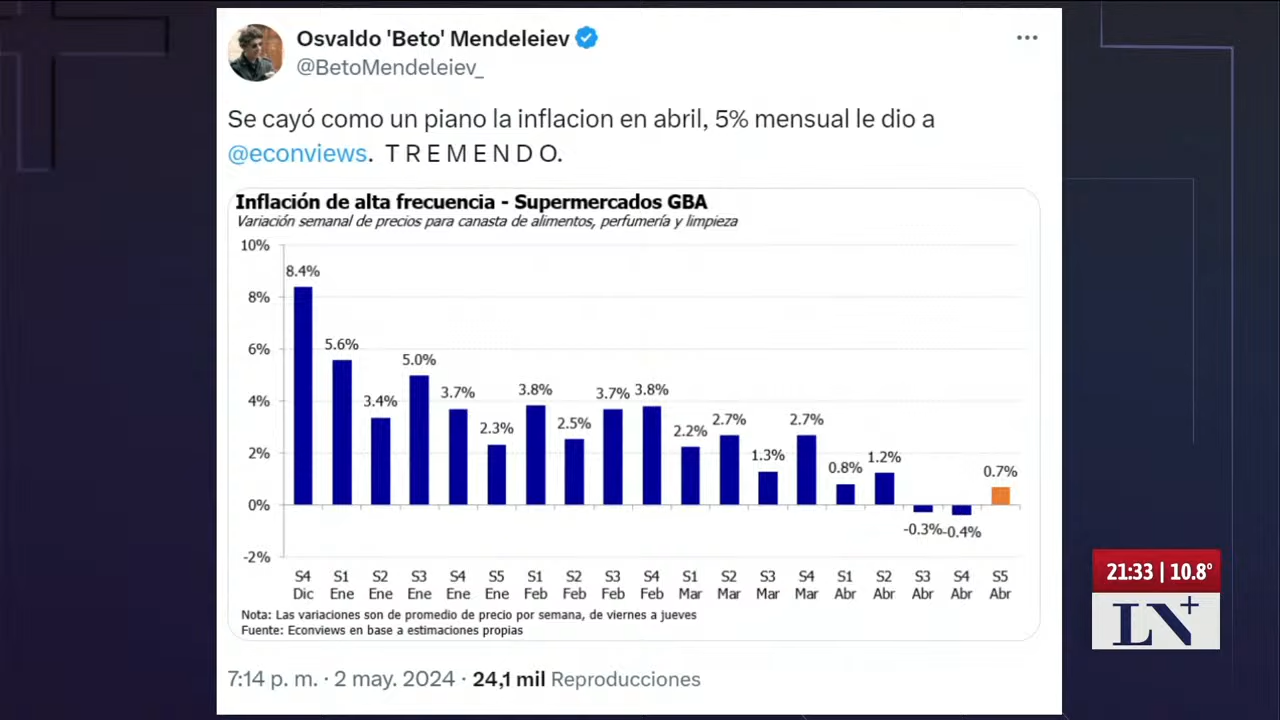 Osvaldo 'Beto' Mendeleiev
@BetoMendeleiev_
Se cayó como un piano la inflacion en abril, 5% mensual le dio a
@econviews. T R E M E N D O.
Inflación de alta frecuencia - Supermercados GBA
Variación semanal de precios para canasta de alimentos, perfumería y limpieza
10%
8%
6%
4%
2%
0%
-2%
8.4%
5.6%
3.4%
5.0%
3.7%
2.3%
3.8%
2.5%
3.7%
3.8%
2.2%
2.7%
1.3%
2.7%
0.8%
1.2%
-0.3%
-0.4%
0.7%
S4 S1 S2 S3 S4 S5 S1 S2 S3 S4 S1 S2 S3 S4 S1 S2 S3 S4 S5
Dic Ene Ene Ene Ene Ene Feb Feb Feb Feb Mar Mar Mar Mar Abr Abr Abr Abr Abr
Nota: Las variaciones son de promedio de precio por semana, de viernes a jueves
Fuente: Econviews en base a estimaciones propias
7:14 p. m. · 2 may. 2024 · 24,1 mil Reproducciones
21:33 | 10.8°
LN+